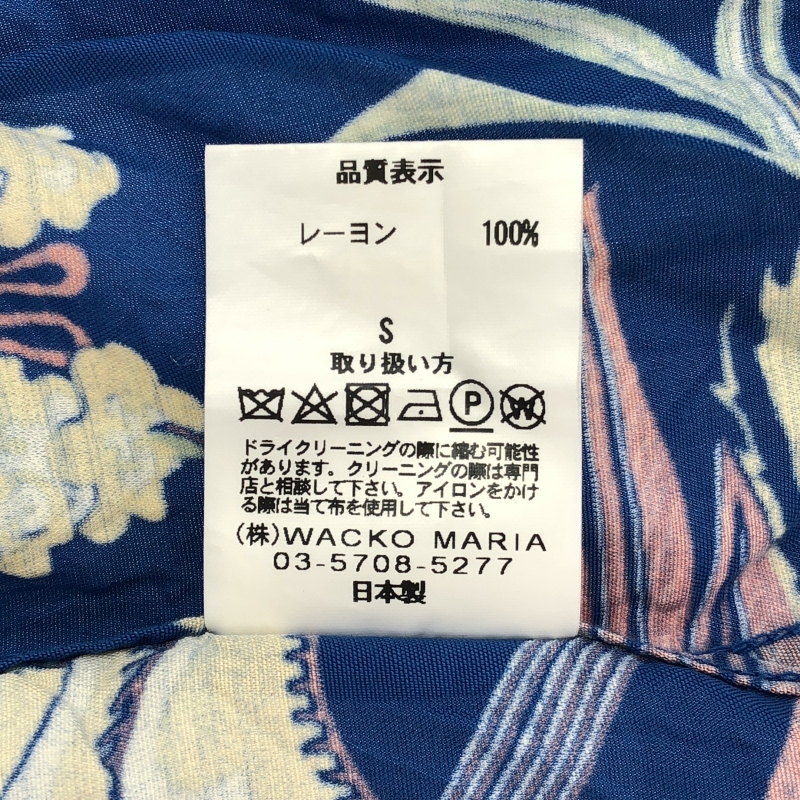 品質表示
レーヨン 100%
S
取り扱い方
P W
ドライクリーニングの際に縮む可能性
があります。クリーニングの際は専門
店と相談して下さい。アイロンをかけ
る際は当て布を使用して下さい。
(株)WACKO MARIA
03-5708-5277
日本製